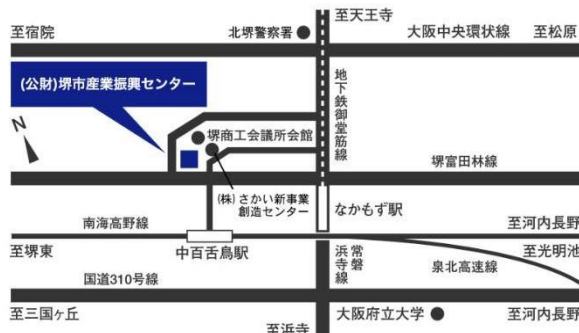 至天王寺
至宿院
北堺警察署
大阪中央環状線
至松原
(公財)堺市産業振興センター
地下鉄御堂筋線
N
堺商工会議所会館
堺富田林線
(株)さかい新事業
創造センター
なかもず駅
南海高野線
至河内長野
至堺東
中百舌鳥駅
常磐
浜寺線
泉北高速線
至光明池
国道310号線
至三国ヶ丘
至浜寺
大阪府立大学
至河内長野